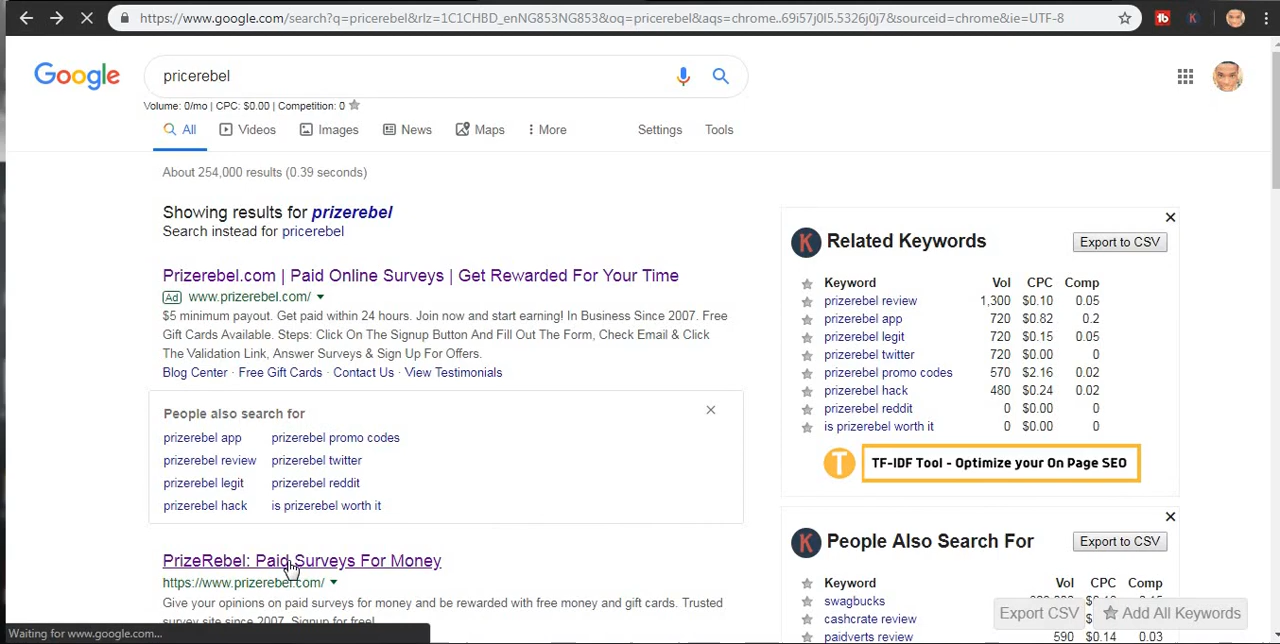 https://www.google.com/search?q=pricerebel&rlz=1C1CHBD_enNG853NG853&oq=pricerebel&aqs=chrome..69i57j0l5.5326j0j7&sourceid=chrome&ie=UTF-8
Google
pricerebel
Volume: 0/mo | CPC: $0.00 | Competition: 0
All Videos Images News Maps More Settings Tools
About 254,000 results (0.39 seconds)
Showing results for prizerebel
Search instead for pricerebel
Prizerebel.com | Paid Online Surveys | Get Rewarded For Your Time
Ad www.prizerebel.com/
$5 minimum payout. Get paid within 24 hours. Join now and start earning! In Business Since 2007. Free
Gift Cards Available. Steps: Click On The Signup Button And Fill Out The Form, Check Email & Click
The Validation Link, Answer Surveys & Sign Up For Offers.
Blog Center · Free Gift Cards · Contact Us · View Testimonials
People also search for
prizerebel app prizerebel promo codes
prizerebel review prizerebel twitter
prizerebel legit prizerebel reddit
prizerebel hack is prizerebel worth it
PrizeRebel: Paid Surveys For Money
https://www.prizerebel.com/
Give your opinions on paid surveys for money and be rewarded with free money and gift cards. Trusted
survey site since 2007. Signup for free!
Waiting for www.google.com...
K Related Keywords Export to CSV
Keyword Vol CPC Comp
prizerebel review 1,300 $0.10 0.05
prizerebel app 720 $0.82 0.2
prizerebel legit 720 $0.15 0.05
prizerebel twitter 720 $0.00 0
prizerebel promo codes 570 $2.16 0.02
prizerebel hack 480 $0.24 0.02
prizerebel reddit 0 $0.00 0
is prizerebel worth it 0 $0.00 0
T TF-IDF Tool - Optimize your On Page SEO
K People Also Search For Export to CSV
Keyword Vol CPC Comp
swagbucks
cashcrate review
paidverts review 590 $0.14 0.03
Export CSV Add All Keywords